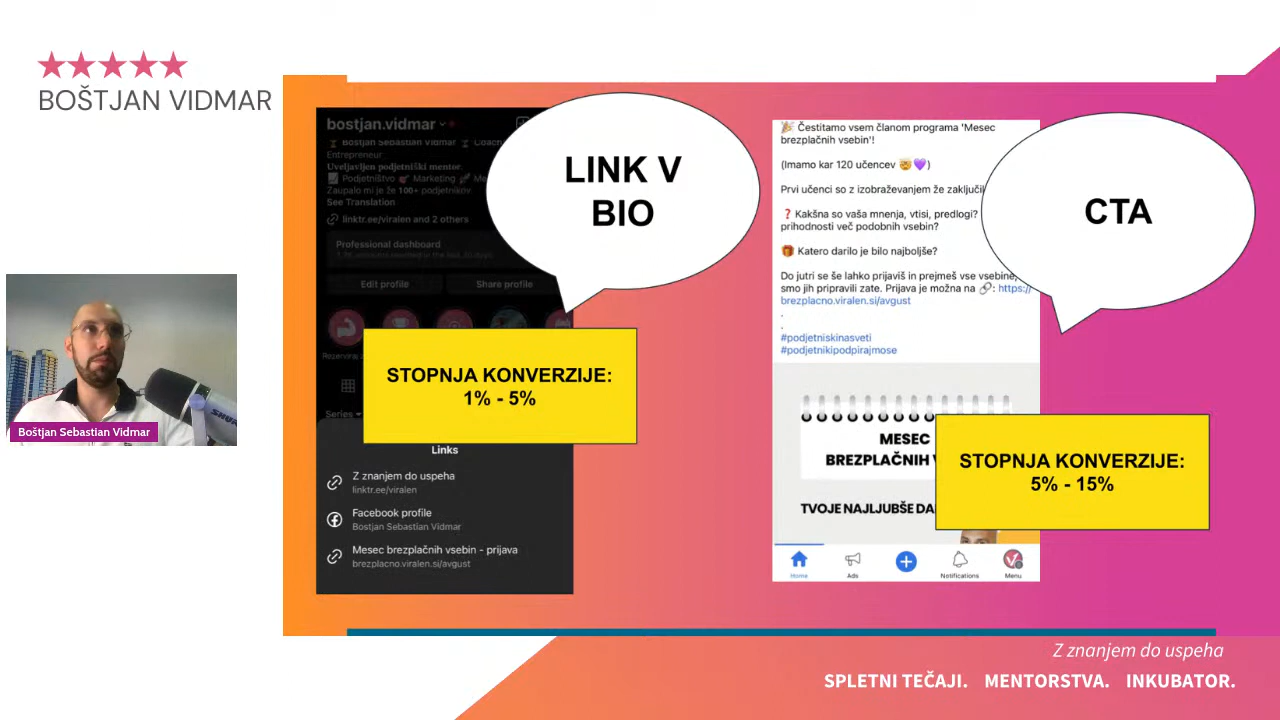 ★★★★★
BOŠTJAN VIDMAR
bostjan.vidmar
Bostjan Sebastian Vidmar
Entrepreneur
Uveljavljen podjetniški mentor.
Podjetništvo 🚀 Marketing
Zaupalo mi je že 100+ podjetnikov
See Translation
linktr.ee/viralen and 2 others
Professional dashboard
Edit profile
Share profile
Series
LINK V
BIO
STOPNJA KONVERZIJE:
1% - 5%
Links
Z znanjem do uspeha
linktr.ee/viralen
Facebook profile
Bostjan Sebastian Vidmar
Mesec brezplačnih vsebin - prijava
brezplacno.viralen.si/avgust
🎉 Čestitamo vsem članom programa 'Mesec
brezplačnih vsebin'!
(Imamo kar 120 učencev 🤯💜)
Prvi učenci so z izobraževanjem že zaključil
❓ Kakšna so vaša mnenja, vtisi, predlogi?
prihodnosti več podobnih vsebin?
🎁 Katero darilo je bilo najboljše?
Do jutri se še lahko prijaviš in prejmeš vse vsebine,
smo jih pripravili zate. Prijava je možna na 🔗: https://
brezplacno.viralen.si/avgust
.
.
#podjetniskinasveti
#podjetnikipodpirajmose
MESEC
BREZPLAČNIH
TVOJE NAJLJUBŠE DA
Home
Ads
Notifications
Menu
CTA
STOPNJA KONVERZIJE:
5% - 15%
Boštjan Sebastian Vidmar
Z znanjem do uspeha
SPLETNI TEČAJI. MENTORSTVA. INKUBATOR.